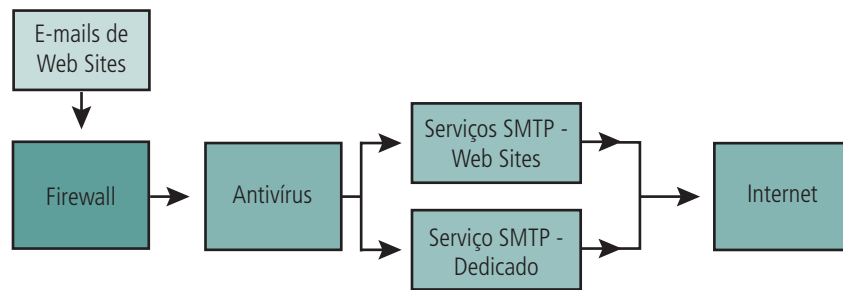 E-mails de
Web Sites
Firewall
Antivírus
Serviços SMTP -
Web Sites
Serviço SMTP -
Dedicado
Internet